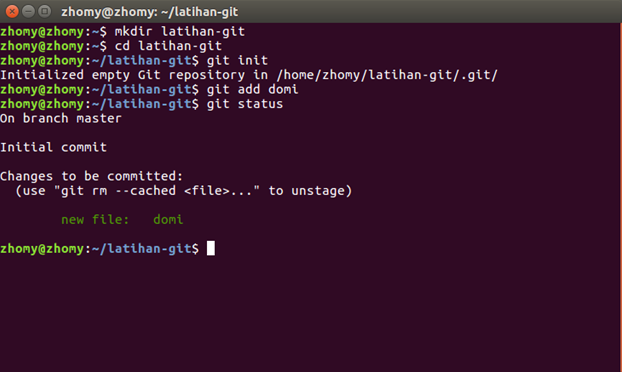 zhomy@zhomy: ~/latihan-git
zhomy@zhomy:~$ mkdir latihan-git
zhomy@zhomy:~$ cd latihan-git
zhomy@zhomy:~/latihan-git$ git init
Initialized empty Git repository in /home/zhomy/latihan-git/.git/
zhomy@zhomy:~/latihan-git$ git add domi
zhomy@zhomy:~/latihan-git$ git status
On branch master
Initial commit
Changes to be committed:
(use "git rm --cached <file>..." to unstage)
new file: domi
zhomy@zhomy:~/latihan-git$